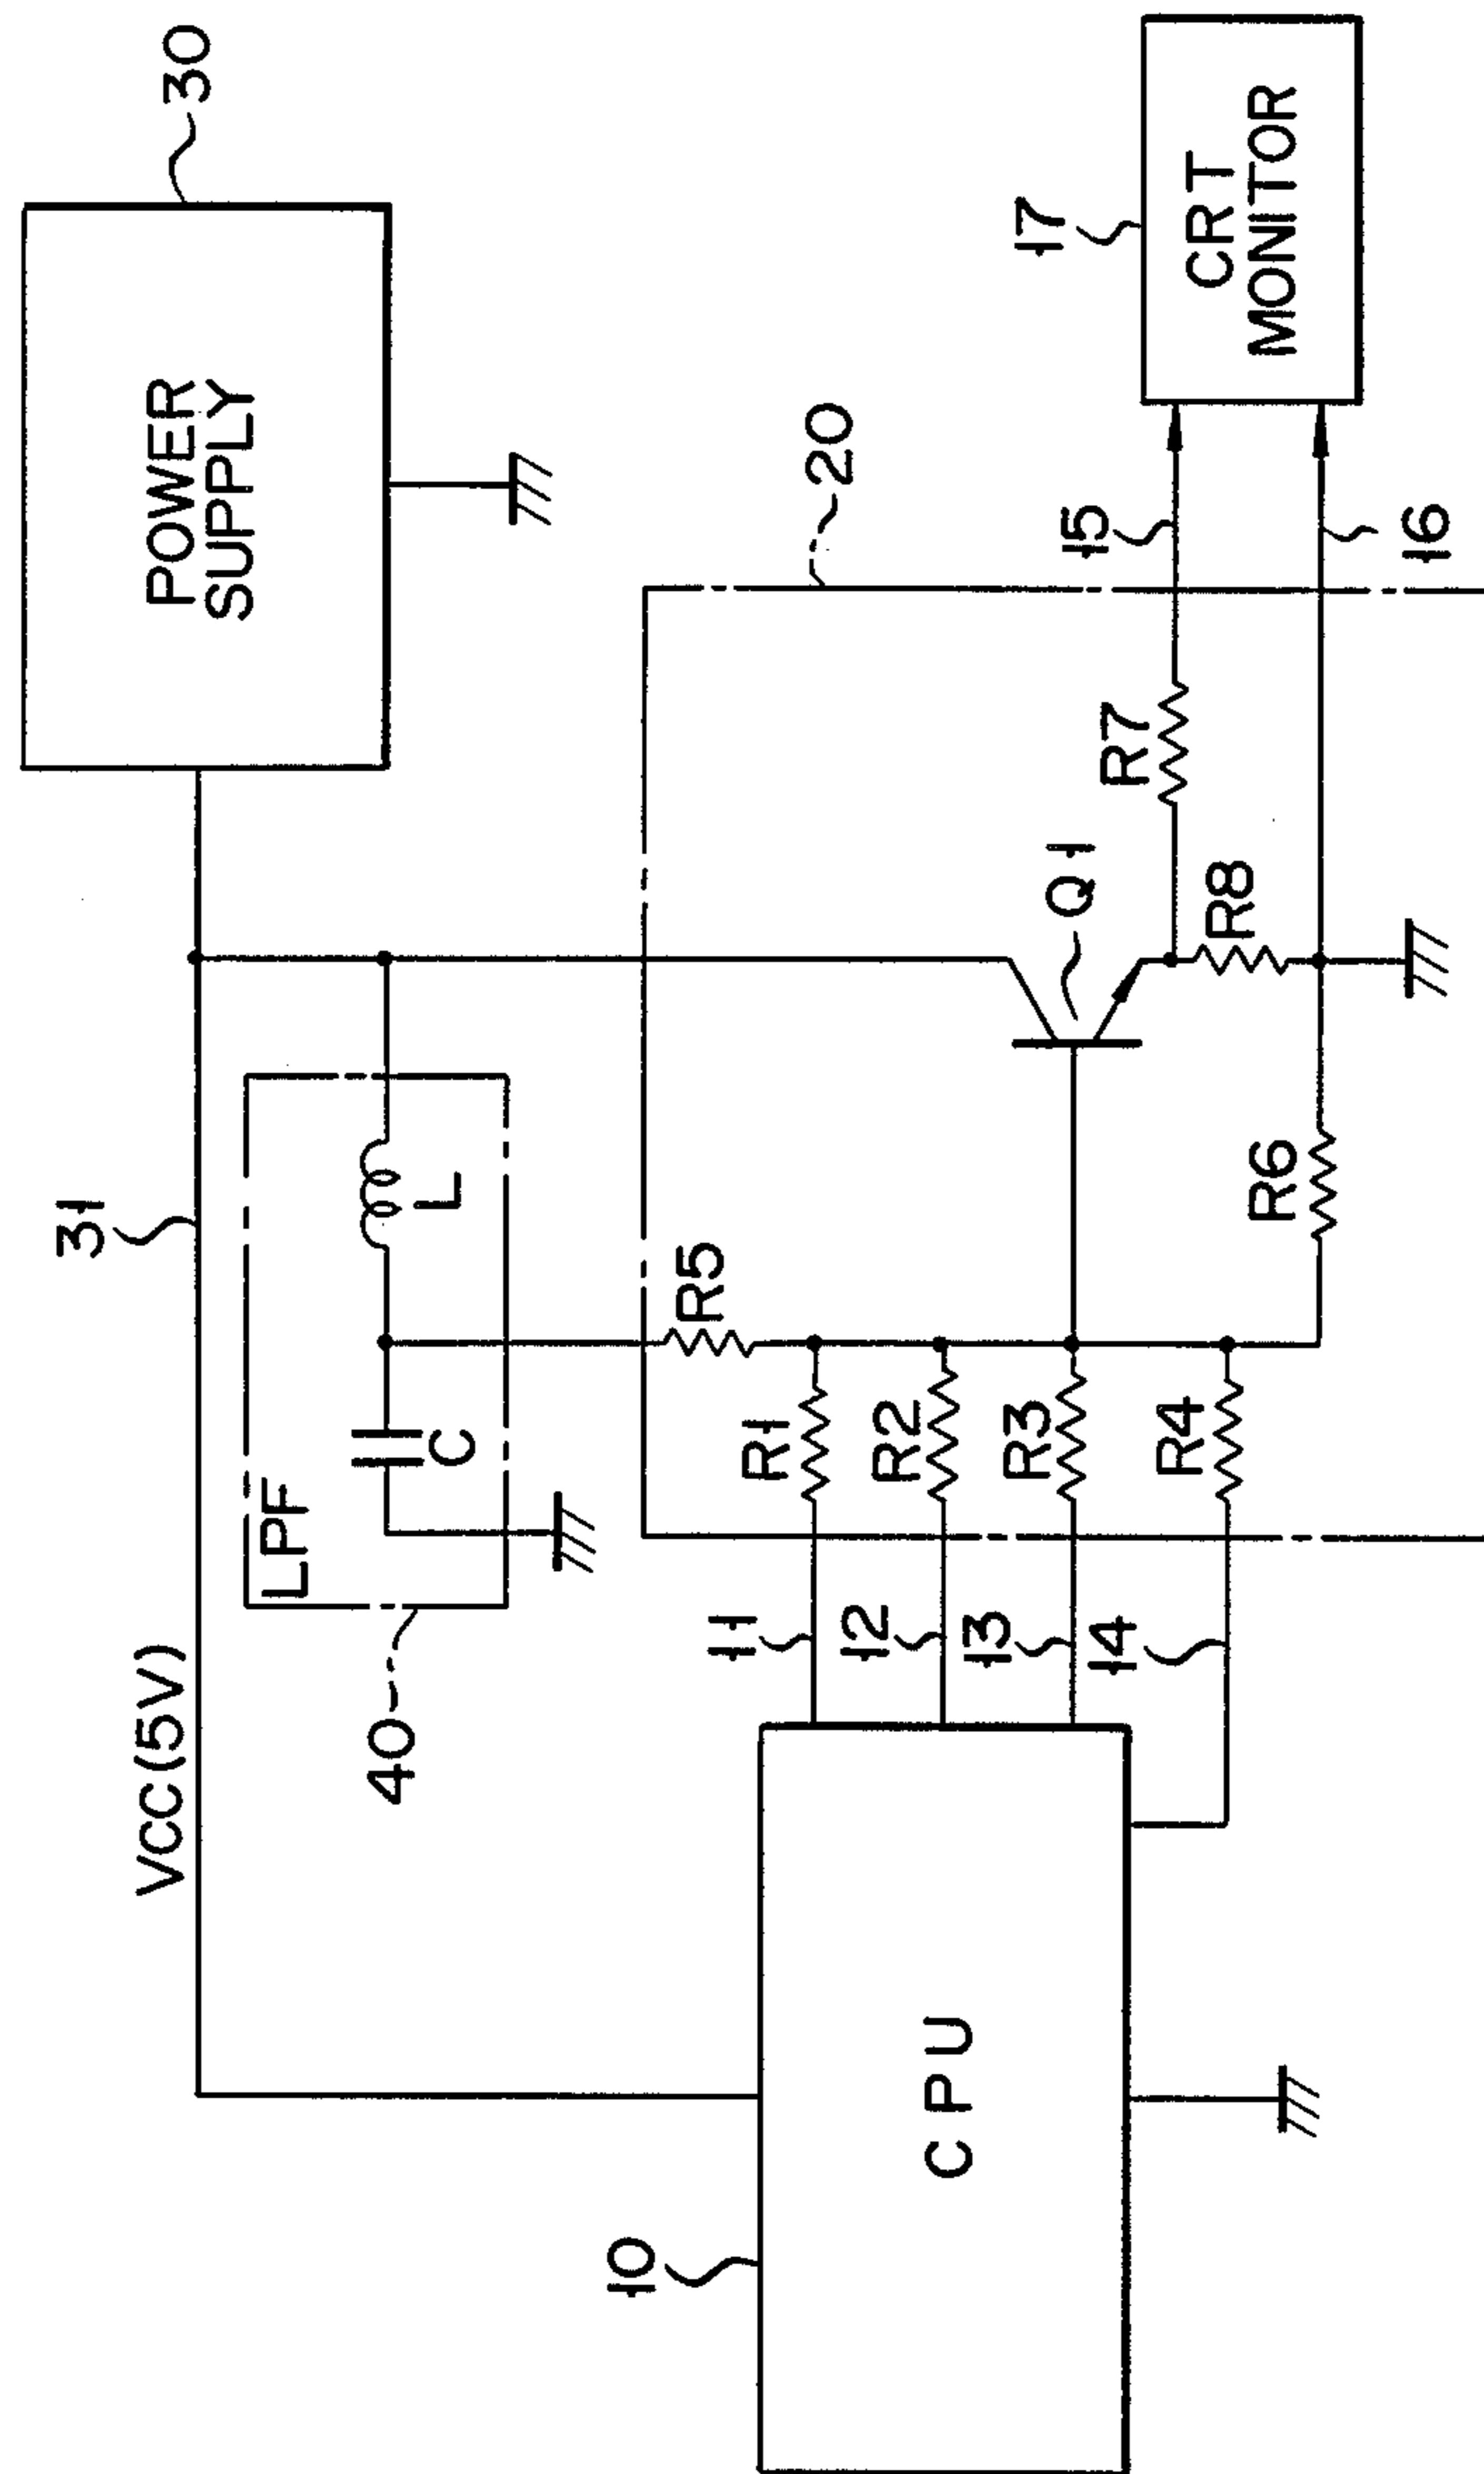 30
POWER
SUPPLY
31
VCC(5V)
LPF
L
C
40
20
R5
R1
R2
R3
R4
R6
R7
R8
Q1
11
12
13
14
15
16
17
CRT
MONITOR
10
CPU